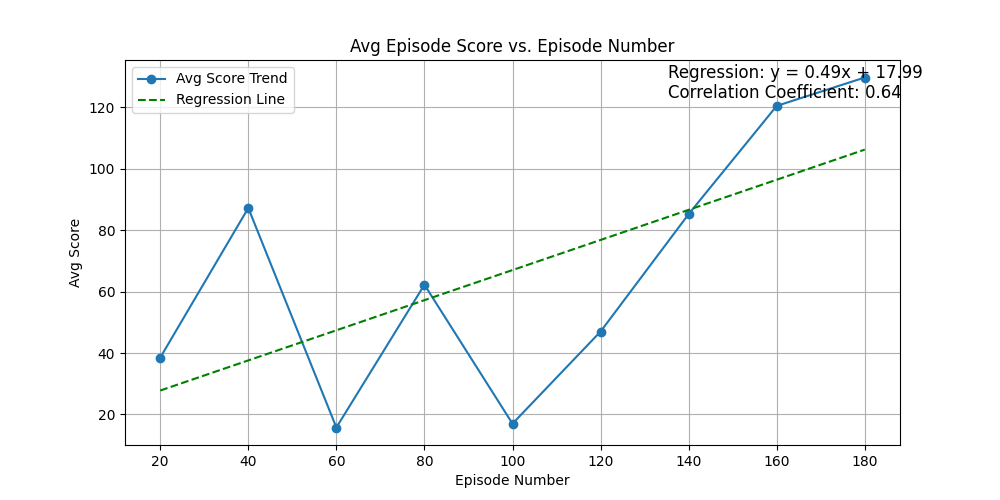 Avg Episode Score vs. Episode Number
Regression: y = 0.49x + 17.99
Correlation Coefficient: 0.64
Avg Score Trend
Regression Line
Avg Score
120
100
80
60
40
20
20 40 60 80 100 120 140 160 180
Episode Number